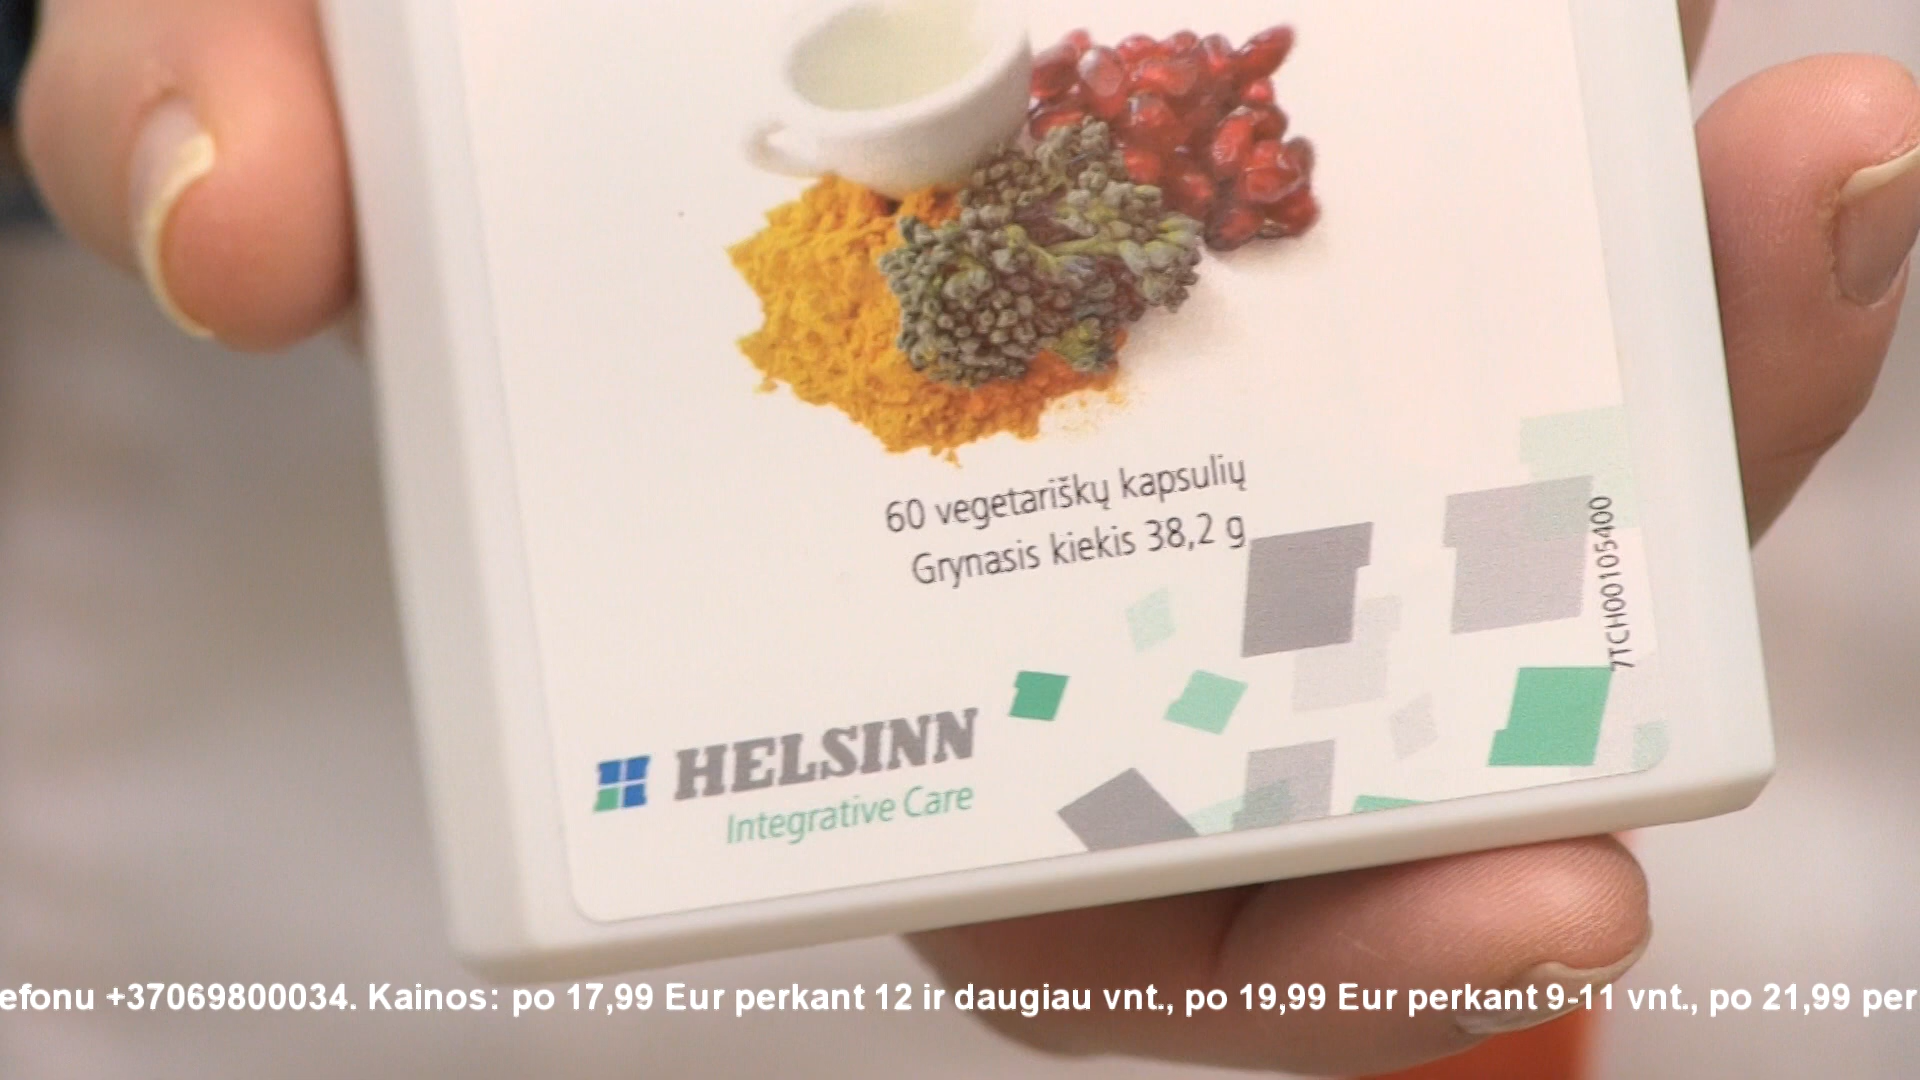 60 vegetariškų kapsulių
Grynasis kiekis 38,2 g
7TCH00105400
HELSINN
Integrative Care
efonu +37069800034. Kainos: po 17,99 Eur perkant 12 ir daugiau vnt., po 19,99 Eur perkant 9-11 vnt., po 21,99 per